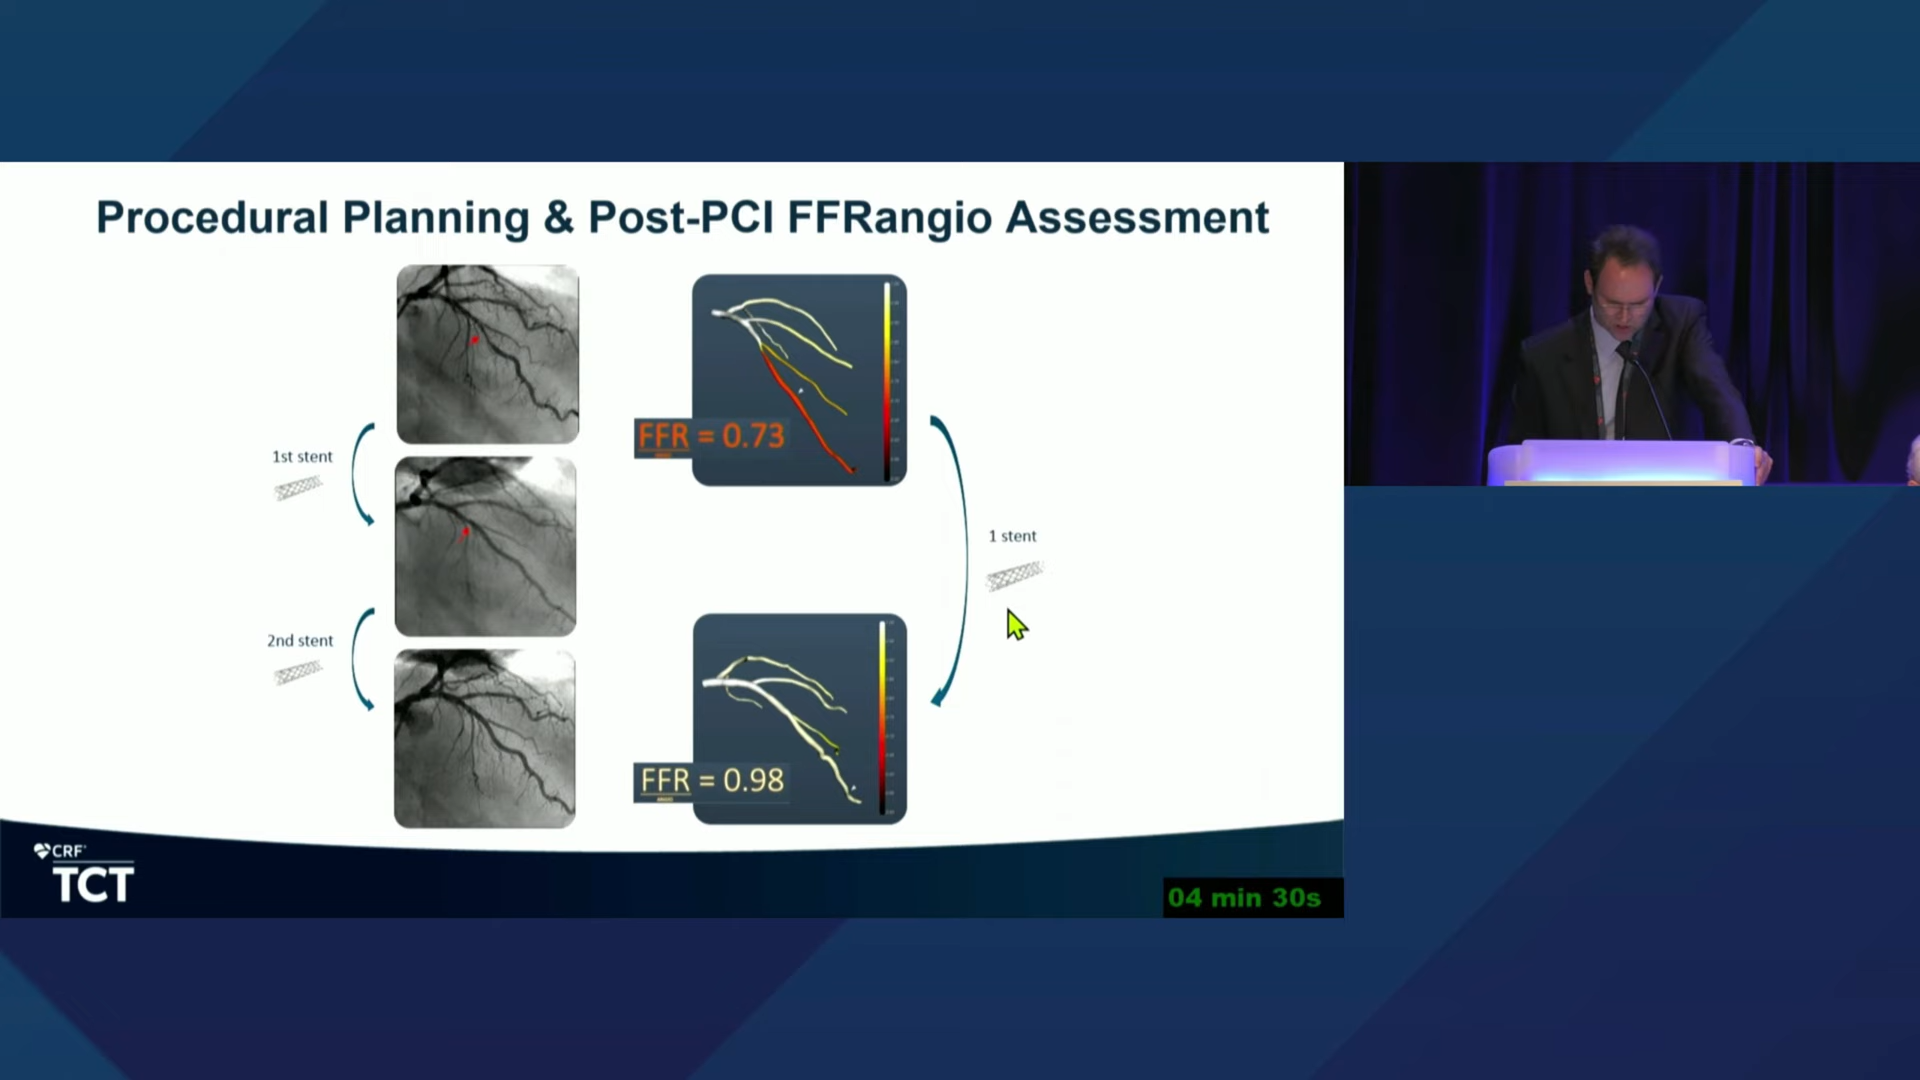 Procedural Planning & Post-PCI FFRangio Assessment
1st stent
FFR = 0.73
1 stent
2nd stent
FFR = 0.98
CRF
TCT
04 min 30s